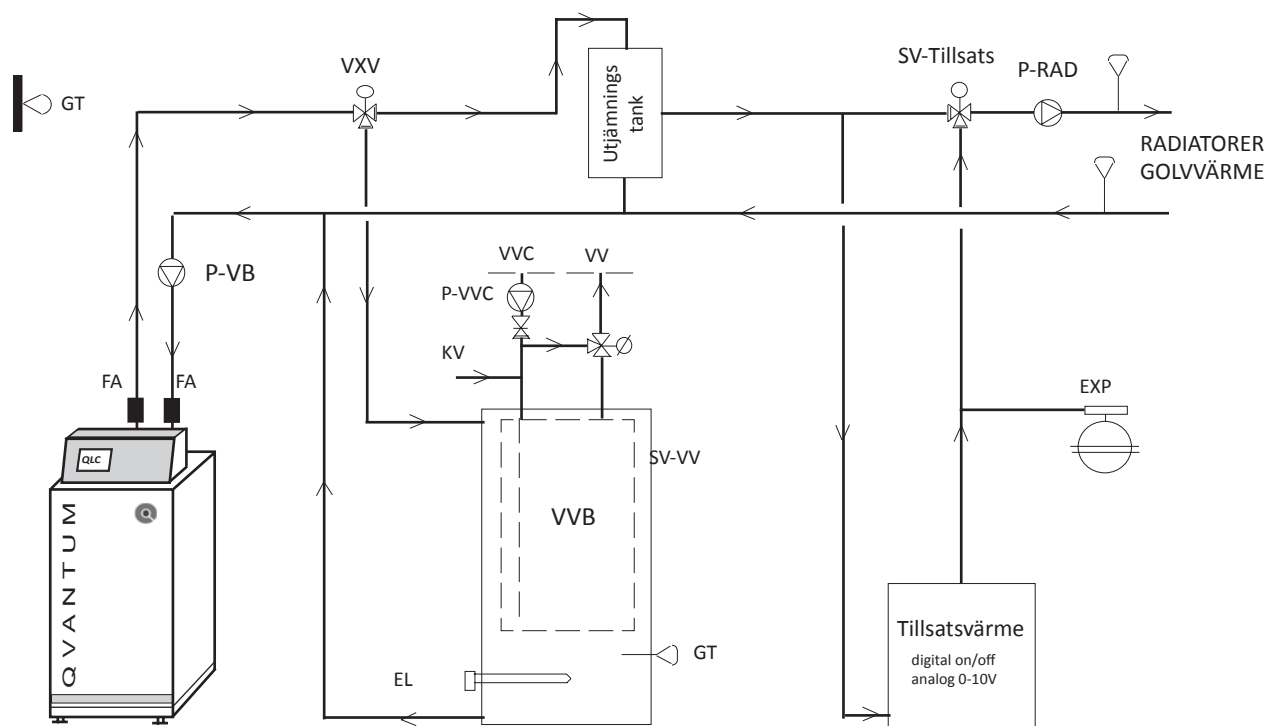 VXV
GT
Utjämnings
tank
SV-Tillsats
P-RAD
RADIATORER
GOLVVÄRME
P-VB
VVC
VV
P-VVC
KV
FA
FA
EXP
QLC
SV-VV
QVANTUM
VVB
Tillsatsvärme
digital on/off
analog 0-10V
GT
EL